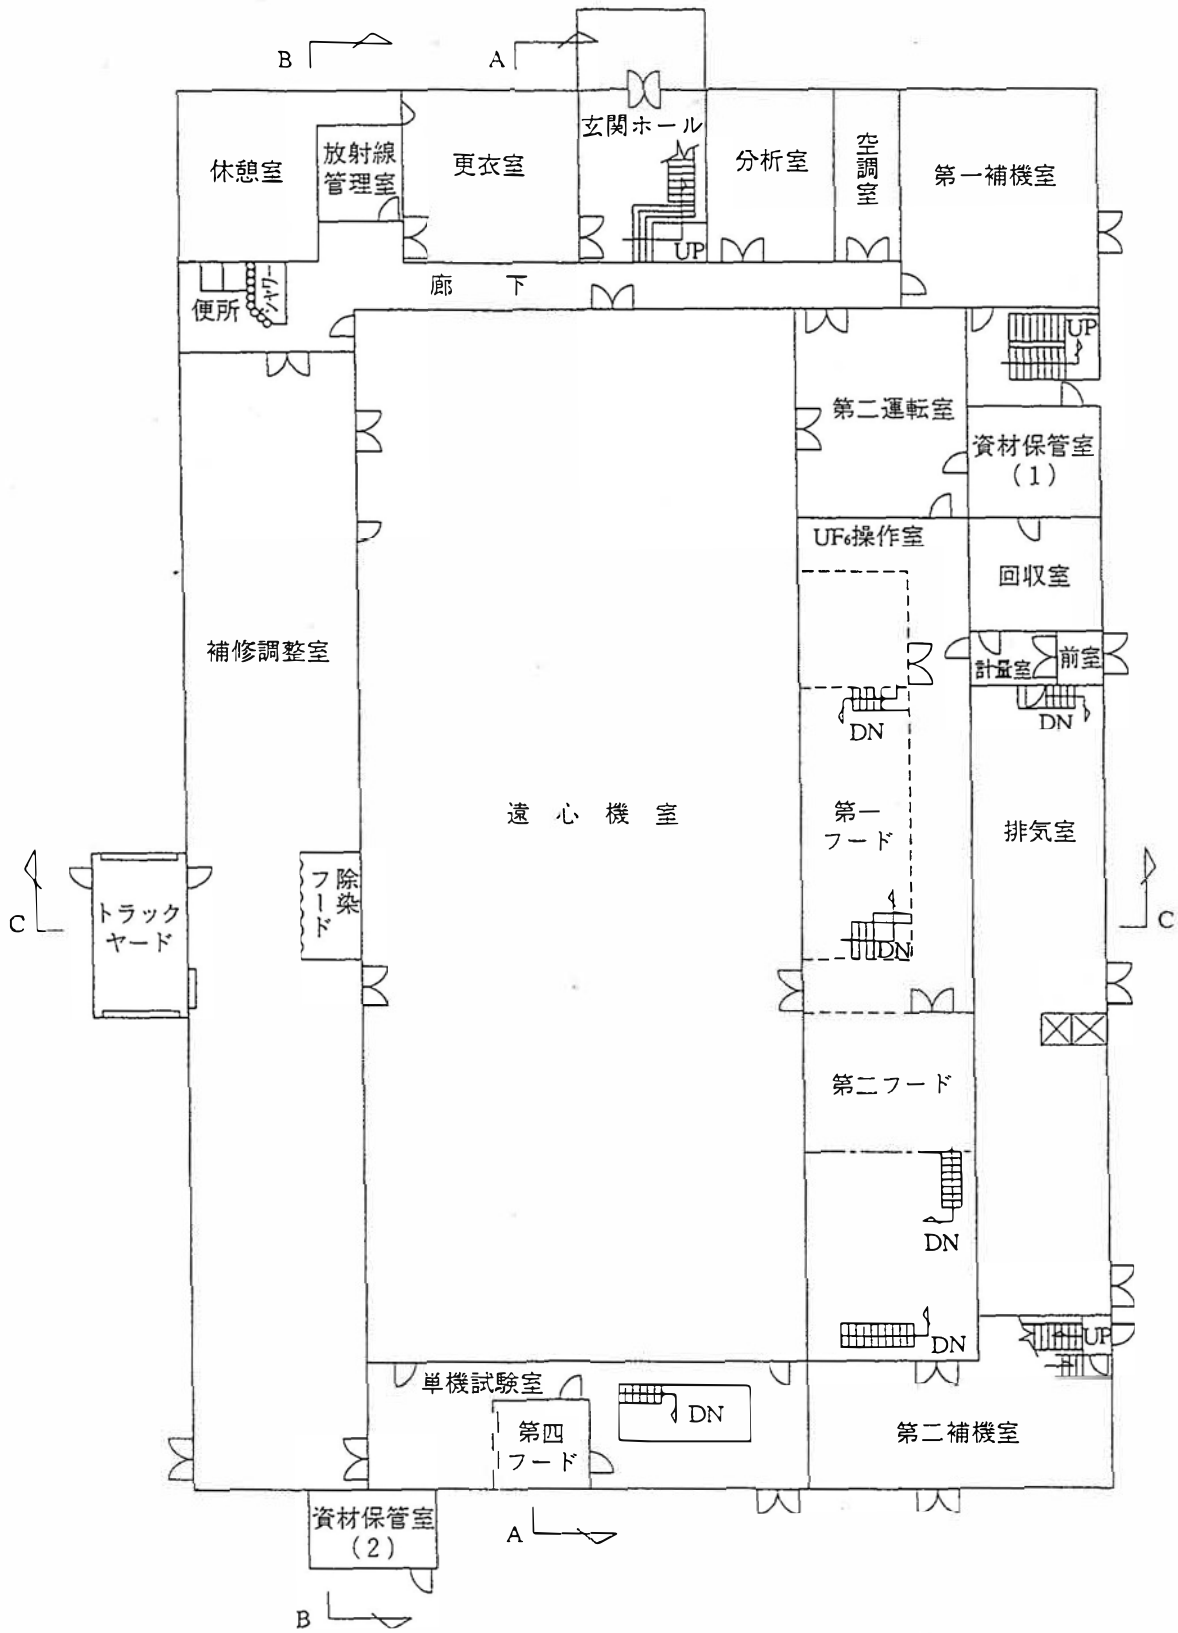 B
A
玄関ホール
休憩室
放射線
管理室
更衣室
分析室
空調室
第一補機室
UP
廊下
便所
シャワー
UP
第二運転室
資材保管室
(1)
UF₆操作室
回収室
補修調整室
計量室
前室
DN
DN
遠心機室
第一
フード
排気室
除染
フード
C
トラック
ヤード
C
DN
第二フード
DN
DN
UP
単機試験室
DN
第四
フード
第二補機室
資材保管室
(2)
A
B